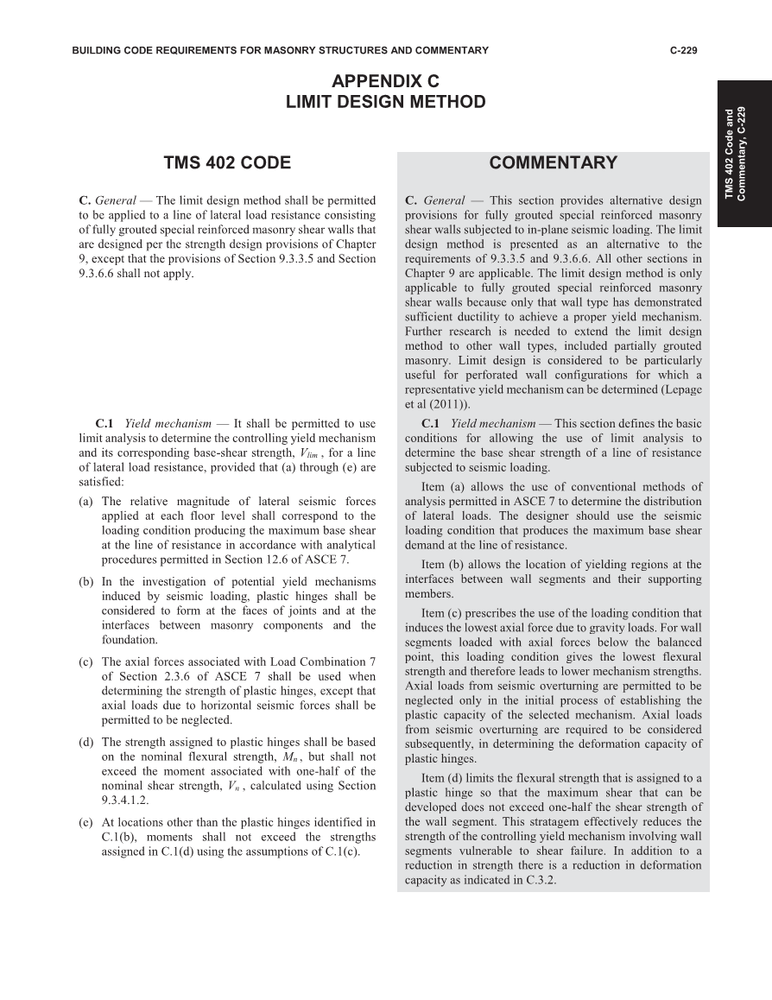 BUILDING CODE REQUIREMENTS FOR MASONRY STRUCTURES AND COMMENTARY C-229
APPENDIX C
LIMIT DESIGN METHOD
TMS 402 Code and
Commentary, C-229
TMS 402 CODE
C. General — The limit design method shall be permitted
to be applied to a line of lateral load resistance consisting
of fully grouted special reinforced masonry shear walls that
are designed per the strength design provisions of Chapter
9, except that the provisions of Section 9.3.3.5 and Section
9.3.6.6 shall not apply.
C.1 Yield mechanism — It shall be permitted to use
limit analysis to determine the controlling yield mechanism
and its corresponding base-shear strength, Vlim , for a line
of lateral load resistance, provided that (a) through (e) are
satisfied:
(a) The relative magnitude of lateral seismic forces
applied at each floor level shall correspond to the
loading condition producing the maximum base shear
at the line of resistance in accordance with analytical
procedures permitted in Section 12.6 of ASCE 7.
(b) In the investigation of potential yield mechanisms
induced by seismic loading, plastic hinges shall be
considered to form at the faces of joints and at the
interfaces between masonry components and the
foundation.
(c) The axial forces associated with Load Combination 7
of Section 2.3.6 of ASCE 7 shall be used when
determining the strength of plastic hinges, except that
axial loads due to horizontal seismic forces shall be
permitted to be neglected.
(d) The strength assigned to plastic hinges shall be based
on the nominal flexural strength, Mn , but shall not
exceed the moment associated with one-half of the
nominal shear strength, Vn , calculated using Section
9.3.4.1.2.
(e) At locations other than the plastic hinges identified in
C.1(b), moments shall not exceed the strengths
assigned in C.1(d) using the assumptions of C.1(c).
COMMENTARY
C. General — This section provides alternative design
provisions for fully grouted special reinforced masonry
shear walls subjected to in-plane seismic loading. The limit
design method is presented as an alternative to the
requirements of 9.3.3.5 and 9.3.6.6. All other sections in
Chapter 9 are applicable. The limit design method is only
applicable to fully grouted special reinforced masonry
shear walls because only that wall type has demonstrated
sufficient ductility to achieve a proper yield mechanism.
Further research is needed to extend the limit design
method to other wall types, included partially grouted
masonry. Limit design is considered to be particularly
useful for perforated wall configurations for which a
representative yield mechanism can be determined (Lepage
et al (2011)).
C.1 Yield mechanism — This section defines the basic
conditions for allowing the use of limit analysis to
determine the base shear strength of a line of resistance
subjected to seismic loading.
Item (a) allows the use of conventional methods of
analysis permitted in ASCE 7 to determine the distribution
of lateral loads. The designer should use the seismic
loading condition that produces the maximum base shear
demand at the line of resistance.
Item (b) allows the location of yielding regions at the
interfaces between wall segments and their supporting
members.
Item (c) prescribes the use of the loading condition that
induces the lowest axial force due to gravity loads. For wall
segments loaded with axial forces below the balanced
point, this loading condition gives the lowest flexural
strength and therefore leads to lower mechanism strengths.
Axial loads from seismic overturning are permitted to be
neglected only in the initial process of establishing the
plastic capacity of the selected mechanism. Axial loads
from seismic overturning are required to be considered
subsequently, in determining the deformation capacity of
plastic hinges.
Item (d) limits the flexural strength that is assigned to a
plastic hinge so that the maximum shear that can be
developed does not exceed one-half the shear strength of
the wall segment. This stratagem effectively reduces the
strength of the controlling yield mechanism involving wall
segments vulnerable to shear failure. In addition to a
reduction in strength there is a reduction in deformation
capacity as indicated in C.3.2.